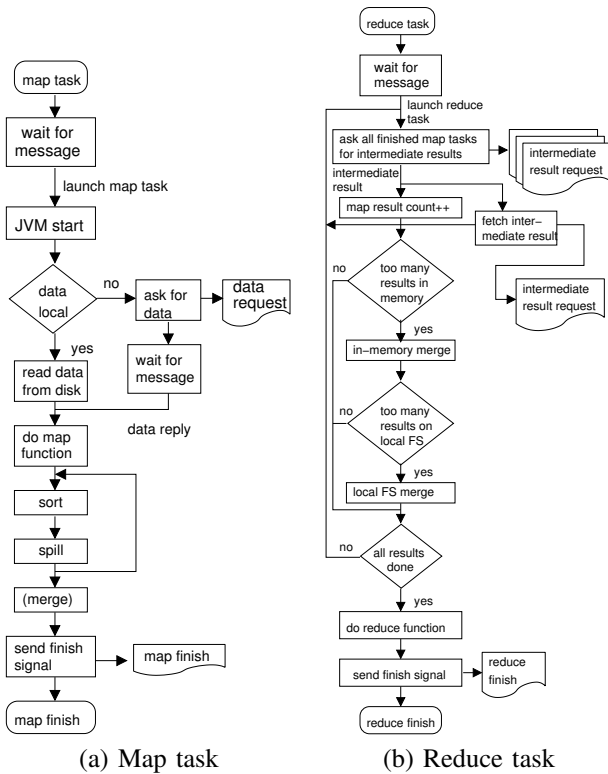 map task
wait for
message
launch map task
JVM start
data
local
no
ask for
data
data
request
yes
wait for
message
read data
from disk
data reply
do map
function
sort
spill
(merge)
send finish
signal
map finish
map finish
(a) Map task
reduce task
wait for
message
launch reduce
task
ask all finished map tasks
for intermediate results
intermediate
result request
intermediate
result
map result count++
fetch inter−
mediate result
no
too many
results in
memory
intermediate
result request
yes
in−memory merge
no
too many
results on
local FS
yes
local FS merge
no
all results
done
yes
do reduce function
send finish signal
reduce
finish
reduce finish
(b) Reduce task